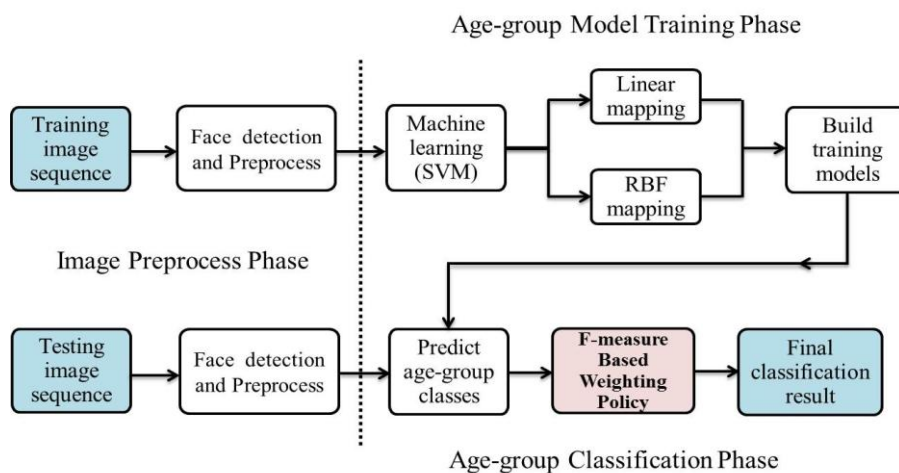 Age-group Model Training Phase
Training
image
sequence
Face detection
and Preprocess
Machine
learning
(SVM)
Linear
mapping
RBF
mapping
Build
training
models
Image Preprocess Phase
Testing
image
sequence
Face detection
and Preprocess
Predict
age-group
classes
F-measure
Based
Weighting
Policy
Final
classification
result
Age-group Classification Phase